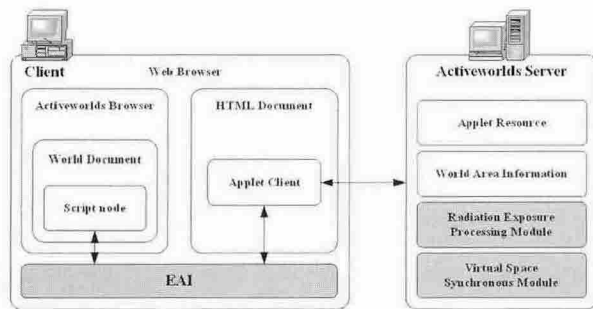 Client
Web Browser
Activeworlds Browser
World Document
Script node
HTML Document
Applet Client
EAI
Activeworlds Server
Applet Resource
World Area Information
Radiation Exposure
Processing Module
Virtual Space
Synchronous Module